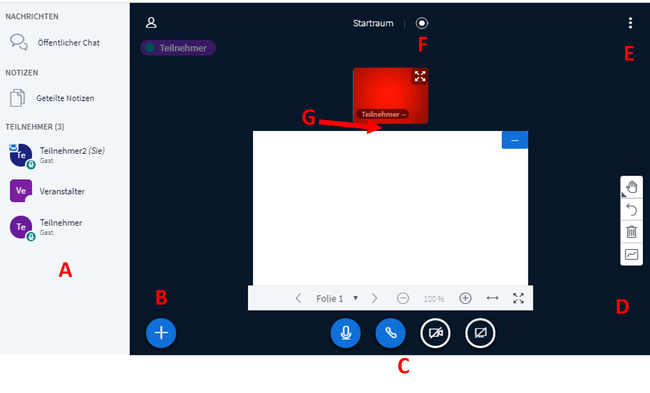 NACHRICHTEN
Öffentlicher Chat
NOTIZEN
Geteilte Notizen
TEILNEHMER (3)
Te
Teilnehmer2 (Sie)
Gast
Ve
Veranstalter
Te
Teilnehmer
Gast
A
Startraum
F
E
Teilnehmer
Teilnehmer
G
Folie 1
100 %
B
C
D